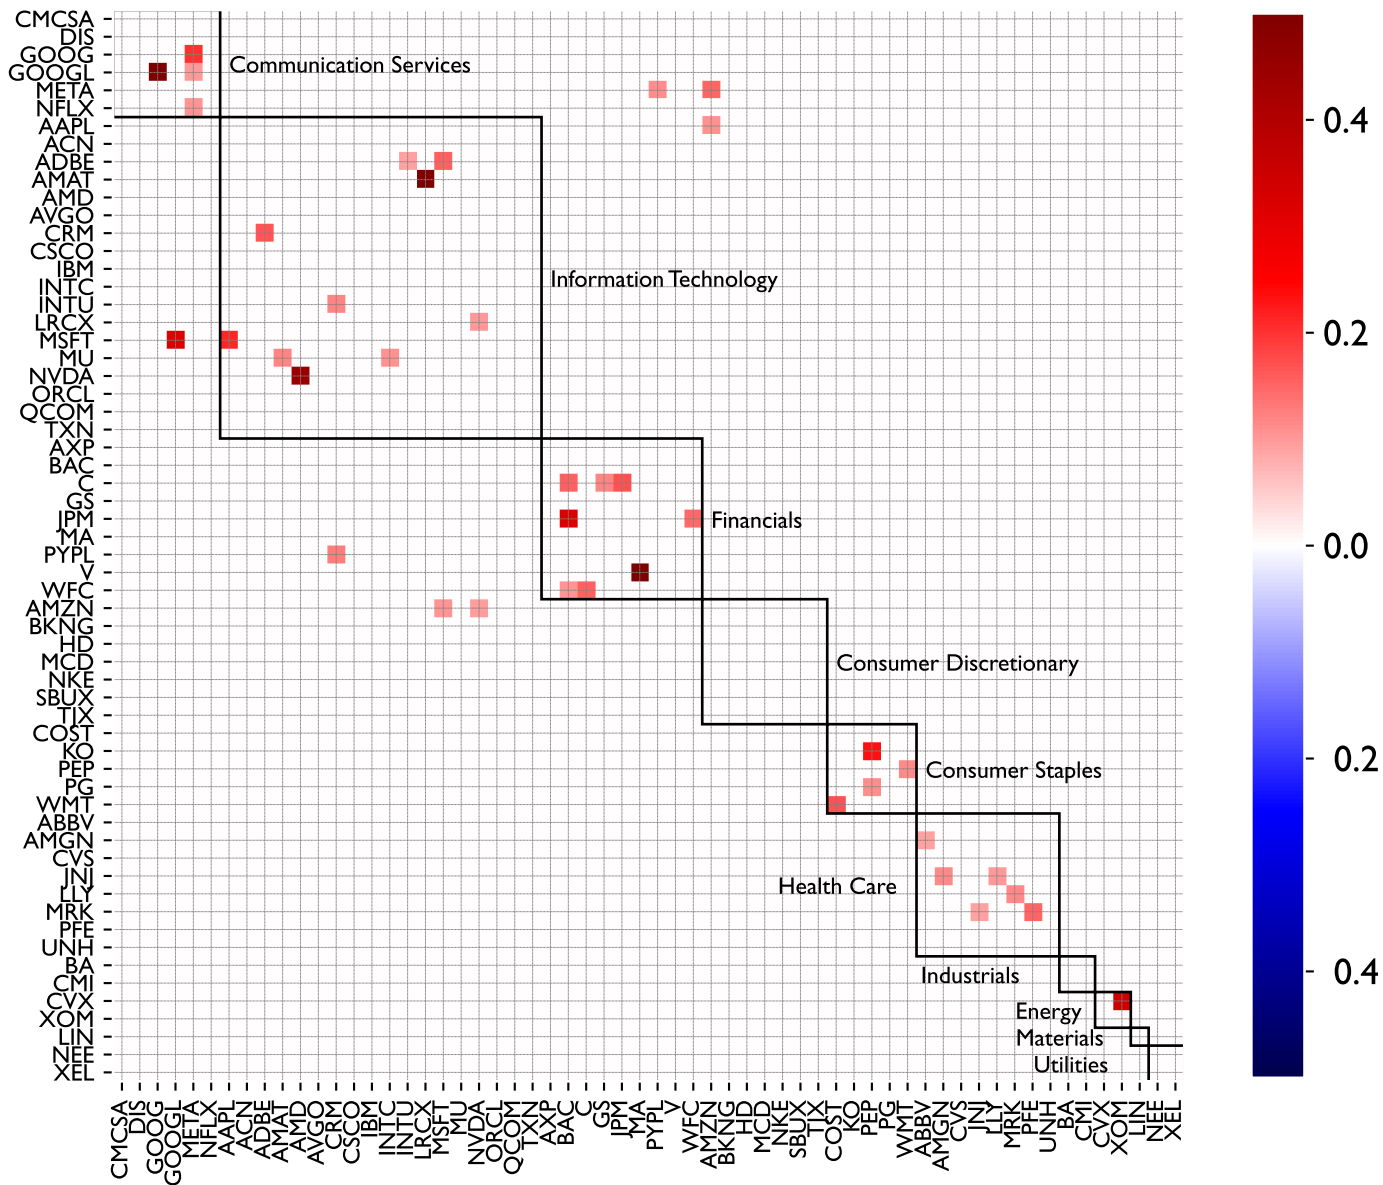 CMCSA
DIS
GOOG
GOOGL
META
NFLX
AAPL
ACN
ADBE
AMAT
AMD
AVGO
CRM
CSCO
IBM
INTC
INTU
LRCX
MSFT
MU
NVDA
ORCL
QCOM
TXN
AXP
BAC
C
GS
JPM
MA
PYPL
V
WFC
AMZN
BKNG
HD
MCD
NKE
SBUX
TJX
COST
KO
PEP
PG
WMT
ABBV
AMGN
CVS
JNJ
LLY
MRK
PFE
UNH
BA
CMI
CVX
XOM
LIN
NEE
XEL
Communication Services
Information Technology
Financials
Consumer Discretionary
Consumer Staples
Health Care
Industrials
Energy
Materials
Utilities
CMCSA
DIS
GOOG
GOOGL
META
NFLX
AAPL
ACN
ADBE
AMAT
AMD
AVGO
CRM
CSCO
IBM
INTC
INTU
LRCX
MSFT
MU
NVDA
ORCL
QCOM
TXN
AXP
BAC
C
GS
JPM
MA
PYPL
V
WFC
AMZN
BKNG
HD
MCD
NKE
SBUX
TJX
COST
KO
PEP
PG
WMT
ABBV
AMGN
CVS
JNJ
LLY
MRK
PFE
UNH
BA
CMI
CVX
XOM
LIN
NEE
XEL
0.4
0.2
0.0
0.2
0.4